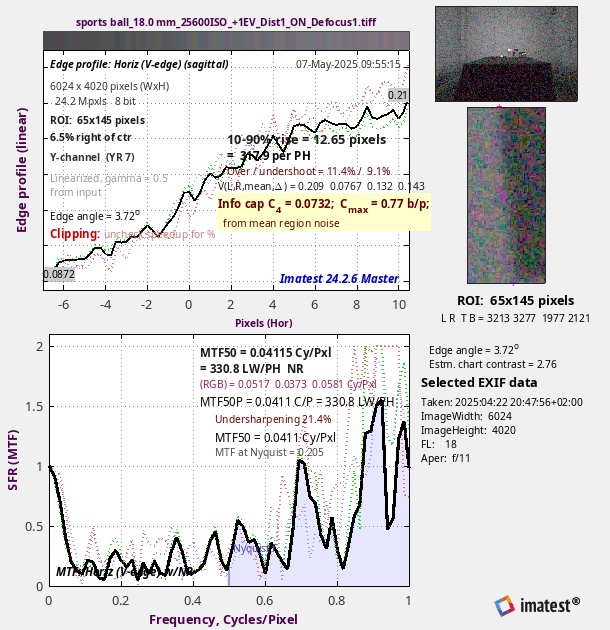 sports ball_18.0 mm_25600ISO_+1EV_Dist1_ON_Defocus1.tiff
Edge profile: Horiz (V-edge) (sagittal)
07-May-2025 09:55:15
6024 x 4020 pixels (WxH)
24.2 Mpxls 8 bit
ROI: 65x145 pixels
6.5% right of ctr
Y-channel (YR 7)
Linearized, gamma = 0.5
from input
Edge angle = 3.72°
Clipping: uncheck speedup for %
0.21
10-90% rise = 12.65 pixels
= 317.9 per PH
Over / undershoot = 11.4% / 9.1%
V(L,R,mean,Δ) = 0.209 0.0767 0.132 0.143
Info cap C4 = 0.0732; Cmax = 0.77 b/p;
from mean region noise
0.0872
Imatest 24.2.6 Master
Edge profile (linear)
-6 -4 -2 0 2 4 6 8 10
Pixels (Hor)
ROI: 65x145 pixels
L R T B = 3213 3277 1977 2121
Edge angle = 3.72°
Estm. chart contrast = 2.76
Selected EXIF data
Taken: 2025:04:22 20:47:56+02:00
ImageWidth: 6024
ImageHeight: 4020
FL: 18
Aper: f/11
MTF50 = 0.04115 Cy/Pxl
= 330.8 LW/PH NR
(RGB) = 0.0517 0.0373 0.0581 Cy/Pxl
MTF50P = 0.0411 C/P = 330.8 LW/PH
Undersharpening 21.4%
MTF50 = 0.0411 Cy/Pxl
MTF at Nyquist = 0.205
Nyquist
MTF: Horiz (V-edge) w/NR
SFR (MTF)
2
1.5
1
0.5
0
0 0.2 0.4 0.6 0.8 1
Frequency, Cycles/Pixel
imatest®